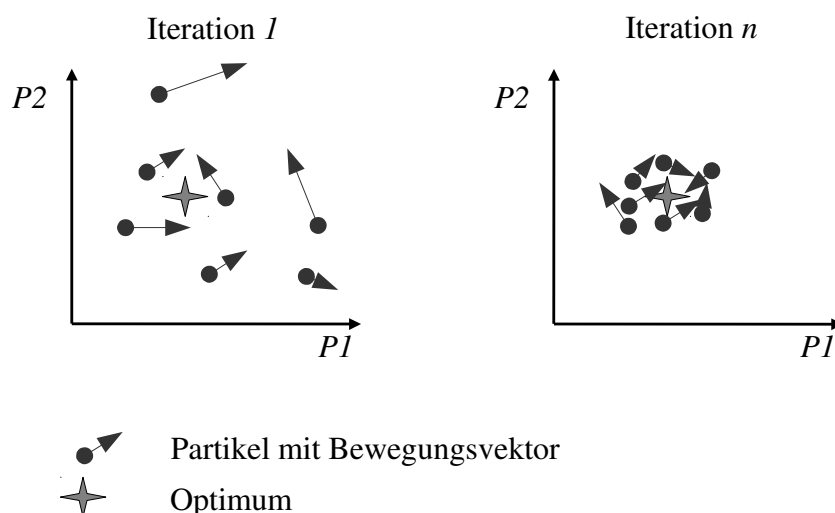 Iteration 1
Iteration n
P2
P2
P1
P1
Partikel mit Bewegungsvektor
Optimum